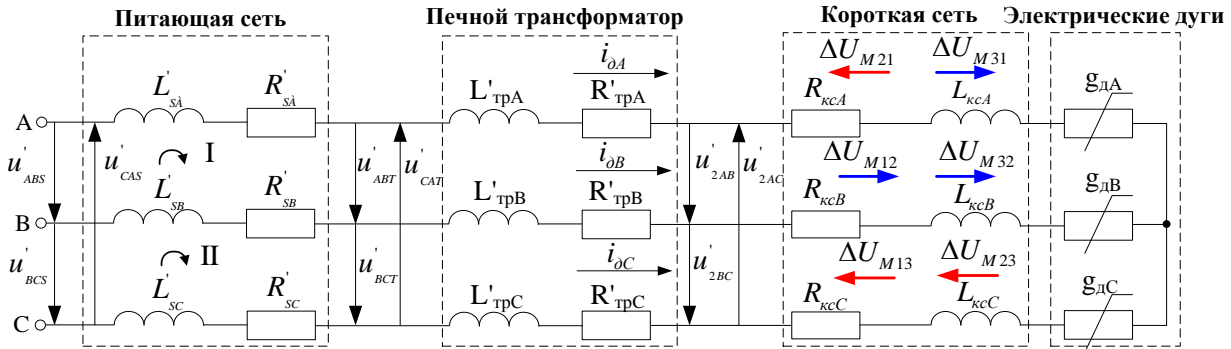 Питающая сеть Печной трансформатор Короткая сеть Электрические дуги
ΔU_M21 ΔU_M31
i_дA
L'_SÀ R'_SÀ L'_трA R'_трA R_ксA L_ксA g_дA
A
I
u'_ABS u'_CAS u'_ABT u'_CAT u'_2AB u'_2AC
ΔU_M12 ΔU_M32
i_дB
L'_SB R'_SB L'_трB R'_трB R_ксB L_ксB g_дB
B
II
u'_BCS u'_BCT u'_2BC
ΔU_M13 ΔU_M23
i_дC
L'_SC R'_SC L'_трC R'_трC R_ксC L_ксC g_дC
C